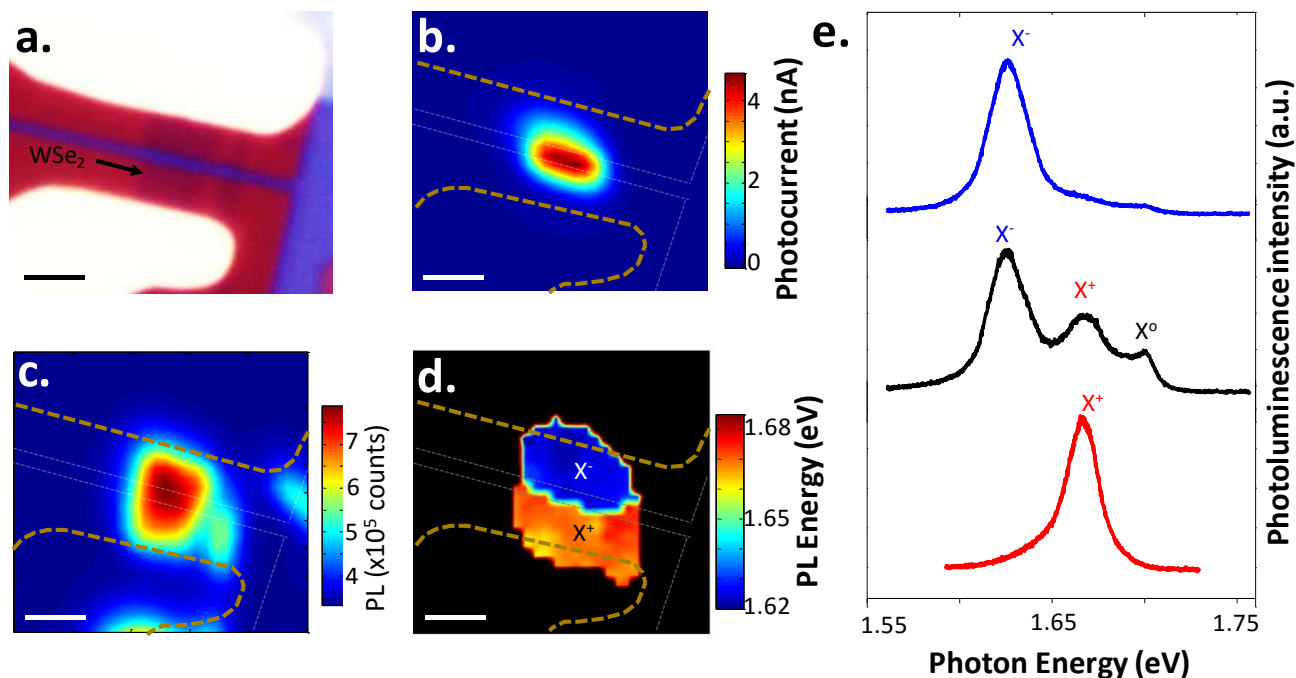 a.
WSe₂
b.
4
2
0
Photocurrent (nA)
c.
7
6
5
4
PL (x10⁵ counts)
d.
X⁻
X⁺
1.68
1.65
1.62
PL Energy (eV)
e.
X⁻
X⁻
X⁺
X⁰
X⁺
1.55
1.65
1.75
Photon Energy (eV)
Photoluminescence intensity (a.u.)